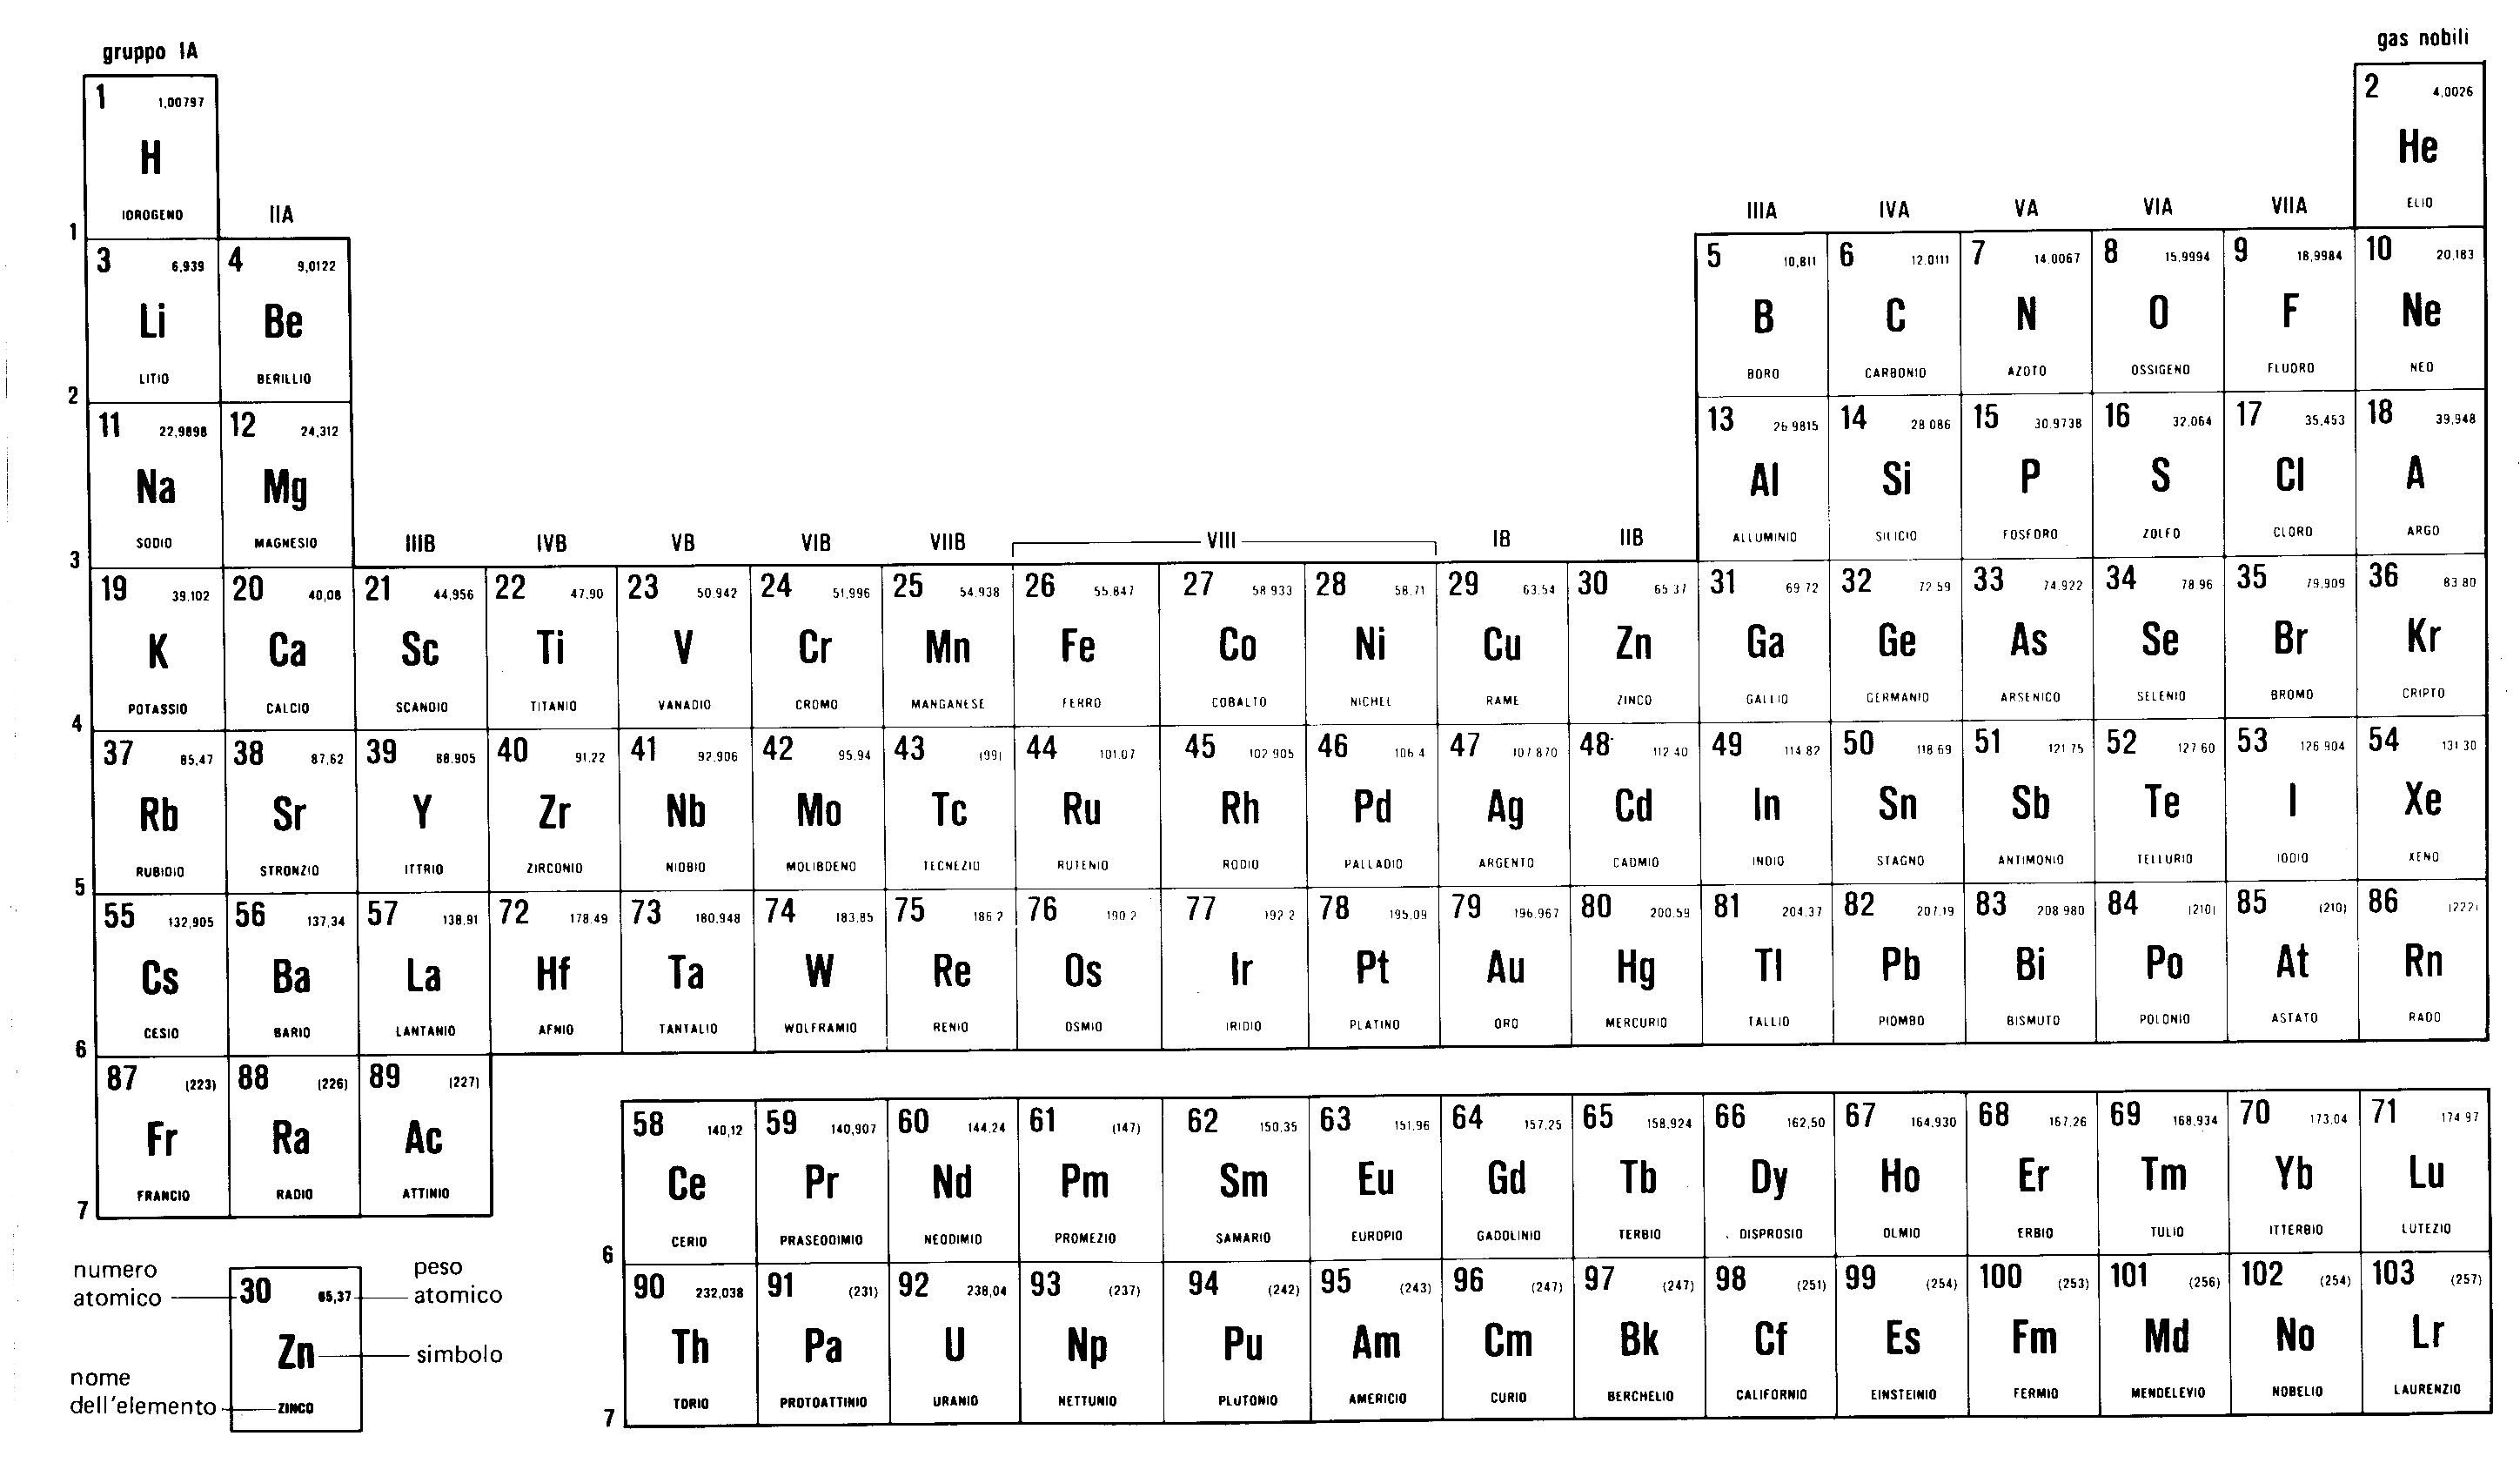 gruppo IA gas nobili
1 1,00797 2 4,0026
H He
IDROGENO ELIO
IIA IIIA IVA VA VIA VIIA
1
3 6,939 4 9,0122 5 10,811 6 12.0111 7 14.0067 8 15,9994 9 18,9984 10 20,183
Li Be B C N O F Ne
LITIO BERILLIO BORO CARBONIO AZOTO OSSIGENO FLUORO NEO
2
11 22,9898 12 24,312 13 26 9815 14 28 086 15 30.9738 16 32.064 17 35,453 18 39,948
Na Mg Al Si P S Cl A
SODIO MAGNESIO ALLUMINIO SILICIO FOSFORO ZOLFO CLORO ARGO
IIIB IVB VB VIB VIIB VIII IB IIB
3
19 39,102 20 40,08 21 44,956 22 47.90 23 50.942 24 51,996 25 54.938 26 55.847 27 58 933 28 58.71 29 63.54 30 65 37 31 69 72 32 72 59 33 74.922 34 78 96 35 79,909 36 83 80
K Ca Sc Ti V Cr Mn Fe Co Ni Cu Zn Ga Ge As Se Br Kr
POTASSIO CALCIO SCANDIO TITANIO VANADIO CROMO MANGANESE FERRO COBALTO NICHEL RAME ZINCO GALLIO GERMANIO ARSENICO SELENIO BROMO CRIPTO
4
37 85,47 38 87,62 39 88.905 40 91.22 41 92,906 42 95.94 43 (99) 44 101.07 45 102 905 46 106 4 47 107 870 48 112 40 49 114 82 50 118 69 51 121 75 52 127 60 53 126 904 54 131 30
Rb Sr Y Zr Nb Mo Tc Ru Rh Pd Ag Cd In Sn Sb Te I Xe
RUBIDIO STRONZIO ITTRIO ZIRCONIO NIOBIO MOLIBDENO TECNEZIO RUTENIO RODIO PALLADIO ARGENTO CADMIO INDIO STAGNO ANTIMONIO TELLURIO IODIO XENO
5
55 132,905 56 137,34 57 138.91 72 178.49 73 180,948 74 183,85 75 186 2 76 190 2 77 192 2 78 195.09 79 196.967 80 200.59 81 204.37 82 207.19 83 208 980 84 (210) 85 (210) 86 (222)
Cs Ba La Hf Ta W Re Os Ir Pt Au Hg Tl Pb Bi Po At Rn
CESIO BARIO LANTANIO AFNIO TANTALIO WOLFRAMIO RENIO OSMIO IRIDIO PLATINO ORO MERCURIO TALLIO PIOMBO BISMUTO POLONIO ASTATO RADO
6
87 (223) 88 (226) 89 (227)
Fr Ra Ac
FRANCIO RADIO ATTINIO
7
58 140,12 59 140,907 60 144,24 61 (147) 62 150,35 63 151,96 64 157,25 65 158,924 66 162,50 67 164,930 68 167,26 69 168,934 70 173,04 71 174 97
Ce Pr Nd Pm Sm Eu Gd Tb Dy Ho Er Tm Yb Lu
CERIO PRASEODIMIO NEODIMIO PROMEZIO SAMARIO EUROPIO GADOLINIO TERBIO DISPROSIO OLMIO ERBIO TULIO ITTERBIO LUTEZIO
6
90 232,038 91 (231) 92 238,04 93 (237) 94 (242) 95 (243) 96 (247) 97 (247) 98 (251) 99 (254) 100 (253) 101 (256) 102 (254) 103 (257)
Th Pa U Np Pu Am Cm Bk Cf Es Fm Md No Lr
TORIO PROTOATTINIO URANIO NETTUNIO PLUTONIO AMERICIO CURIO BERCHELIO CALIFORNIO EINSTEINIO FERMIO MENDELEVIO NOBELIO LAURENZIO
7
numero
atomico
30 65,37
peso
atomico
Zn
simbolo
nome
dell'elemento
ZINCO